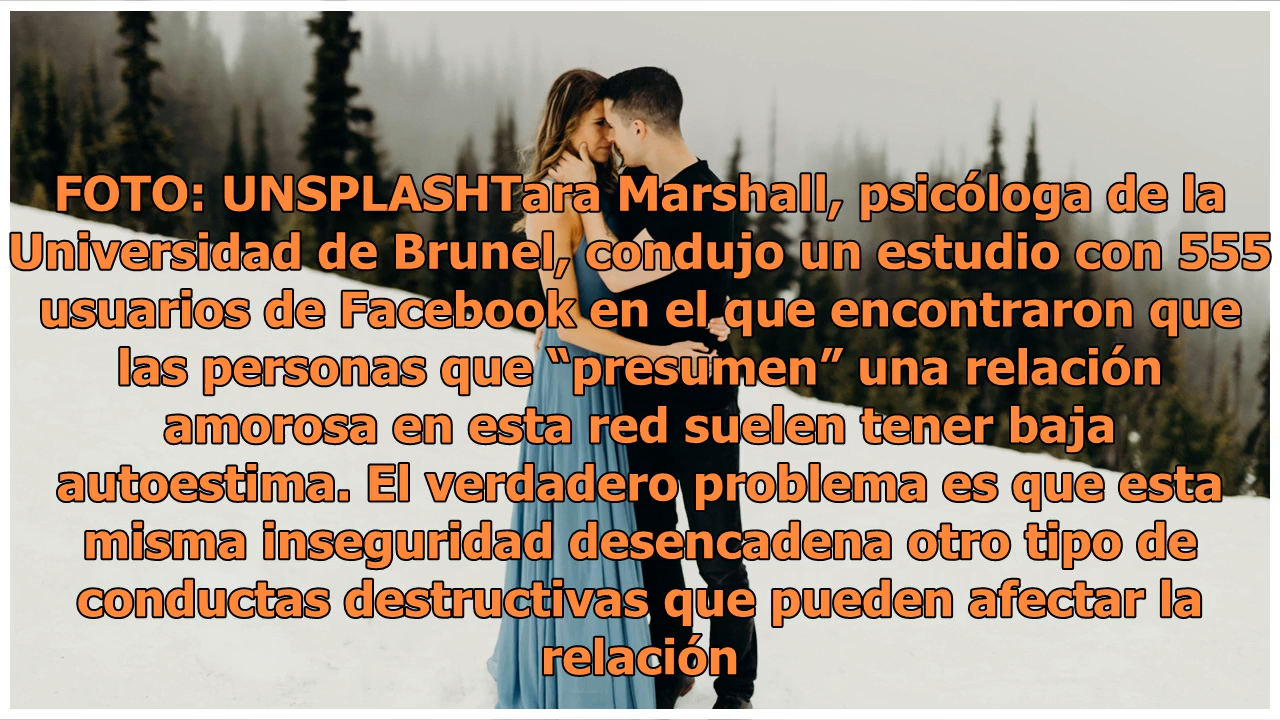 FOTO: UNSPLASHTara Marshall, psicóloga de la
Universidad de Brunel, condujo un estudio con 555
usuarios de Facebook en el que encontraron que
las personas que “presumen” una relación
amorosa en esta red suelen tener baja
autoestima. El verdadero problema es que esta
misma inseguridad desencadena otro tipo de
conductas destructivas que pueden afectar la
relación